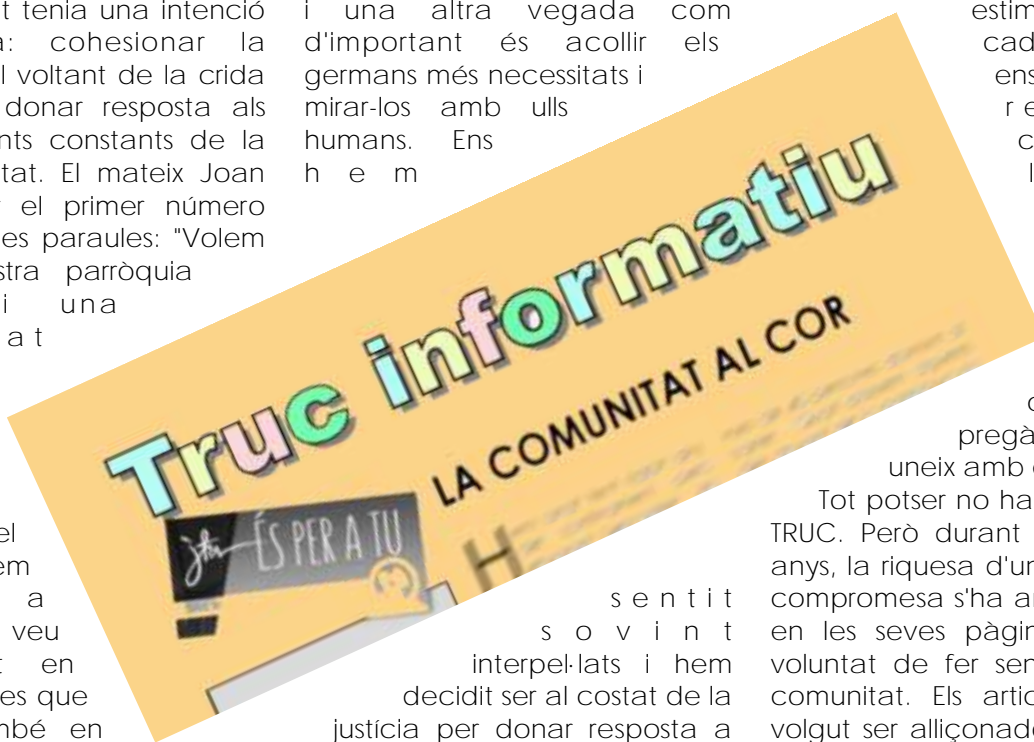 t tenia una intenció
cohesionar la
l voltant de la crida
donar resposta als
nts constants de la
tat. El mateix Joan
el primer número
es paraules: "Volem
stra parròquia
i una
a t
el
em
a
veu
en
es que
mbé en
i una altra vegada com
d'important és acollir els
germans més necessitats i
mirar-los amb ulls
humans. Ens
h e m
Truc informatiu
LA COMUNITAT AL COR
ÉS PER A TU
H
s e n t i t
s o v i n t
interpel·lats i hem
decidit ser al costat de la
justícia per donar resposta a
estim
cad
ens
r e
c
l
pregà
uneix amb
Tot potser no ha
TRUC. Però durant
anys, la riquesa d'un
compromesa s'ha a
en les seves pàgin
voluntat de fer sen
comunitat. Els artic
volgut ser alliçonad